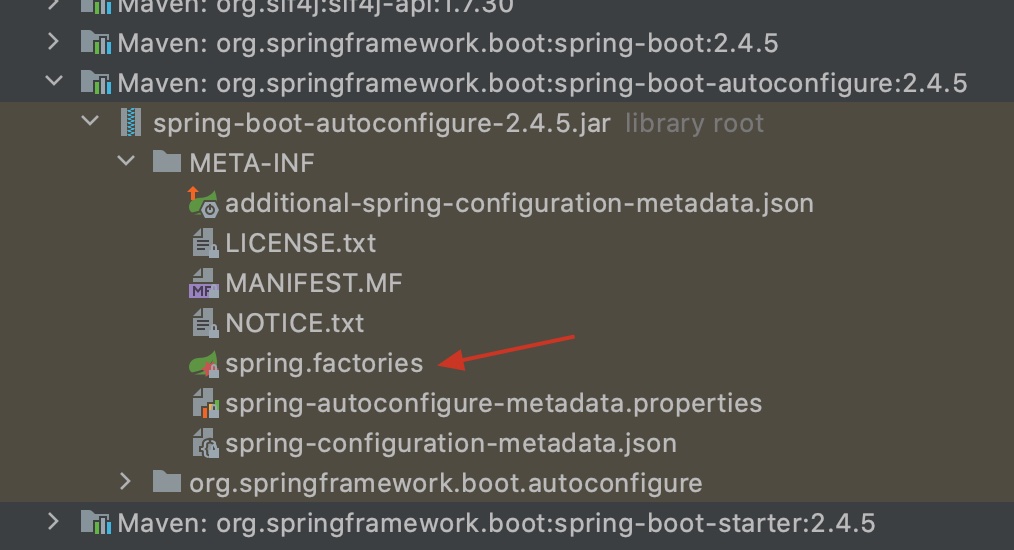 Maven: org.slf4j:slf4j-api:1.7.30
Maven: org.springframework.boot:spring-boot:2.4.5
Maven: org.springframework.boot:spring-boot-autoconfigure:2.4.5
spring-boot-autoconfigure-2.4.5.jar library root
META-INF
additional-spring-configuration-metadata.json
LICENSE.txt
MF MANIFEST.MF
NOTICE.txt
spring.factories
spring-autoconfigure-metadata.properties
spring-configuration-metadata.json
org.springframework.boot.autoconfigure
Maven: org.springframework.boot:spring-boot-starter:2.4.5